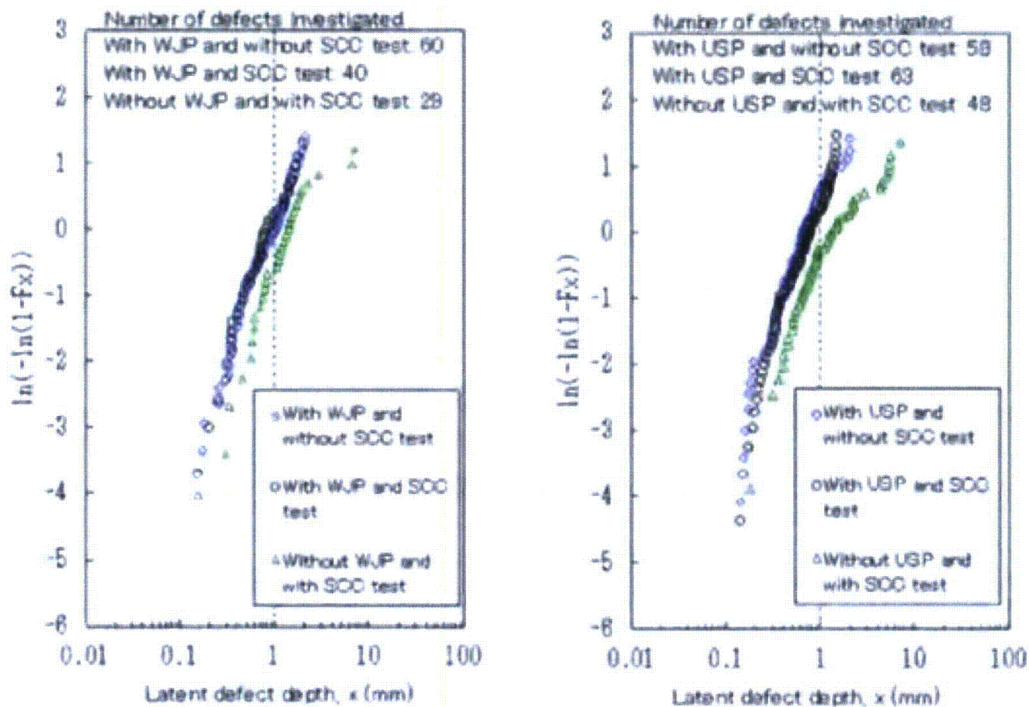 Number of defects investigated
With WJP and without SCC test 60
With WJP and SCC test 40
Without WJP and with SCC test 29
3
2
1
0
-1
-2
-3
-4
-5
-6
ln(-ln(1-Fx))
With WJP and
without SCC test
With WJP and SCC
test
Without WJP and
with SCC test
0.01 0.1 1 10 100
Latent defect depth, x (mm)
Number of defects investigated
With USP and without SCC test 58
With USP and SCC test 63
Without USP and with SCC test 48
3
2
1
0
-1
-2
-3
-4
-5
-6
ln(-ln(1-Fx))
With USP and
without SCC test
With USP and SCC
test
Without USP and
with SCC test
0.01 0.1 1 10 100
Latent defect depth, x (mm)